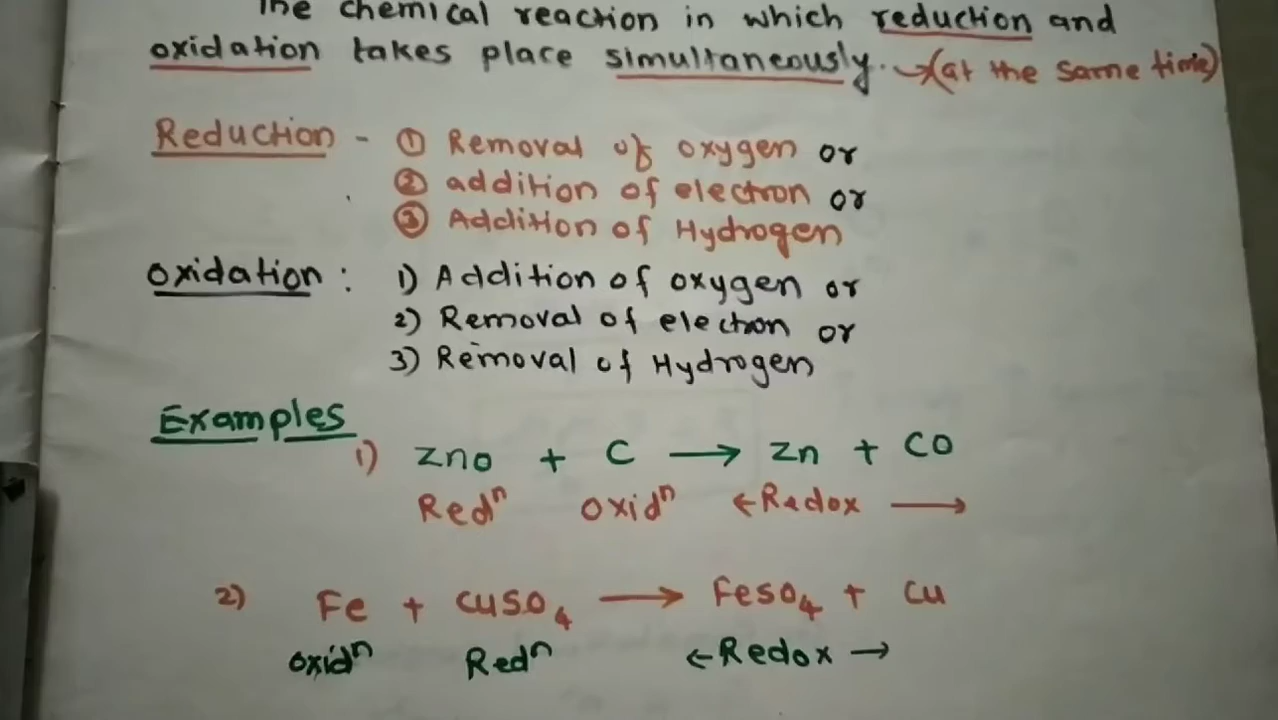 The chemical reaction in which reduction and
oxidation takes place simultaneously. → (at the same time)
Reduction - ① Removal of oxygen or
② addition of electron or
③ Addition of Hydrogen
Oxidation : 1) Addition of oxygen or
2) Removal of electron or
3) Removal of Hydrogen
Examples
1) ZnO + C → Zn + CO
Redⁿ Oxidⁿ ← Redox →
2) Fe + CuSO₄ → FeSO₄ + Cu
Oxidⁿ Redⁿ ← Redox →